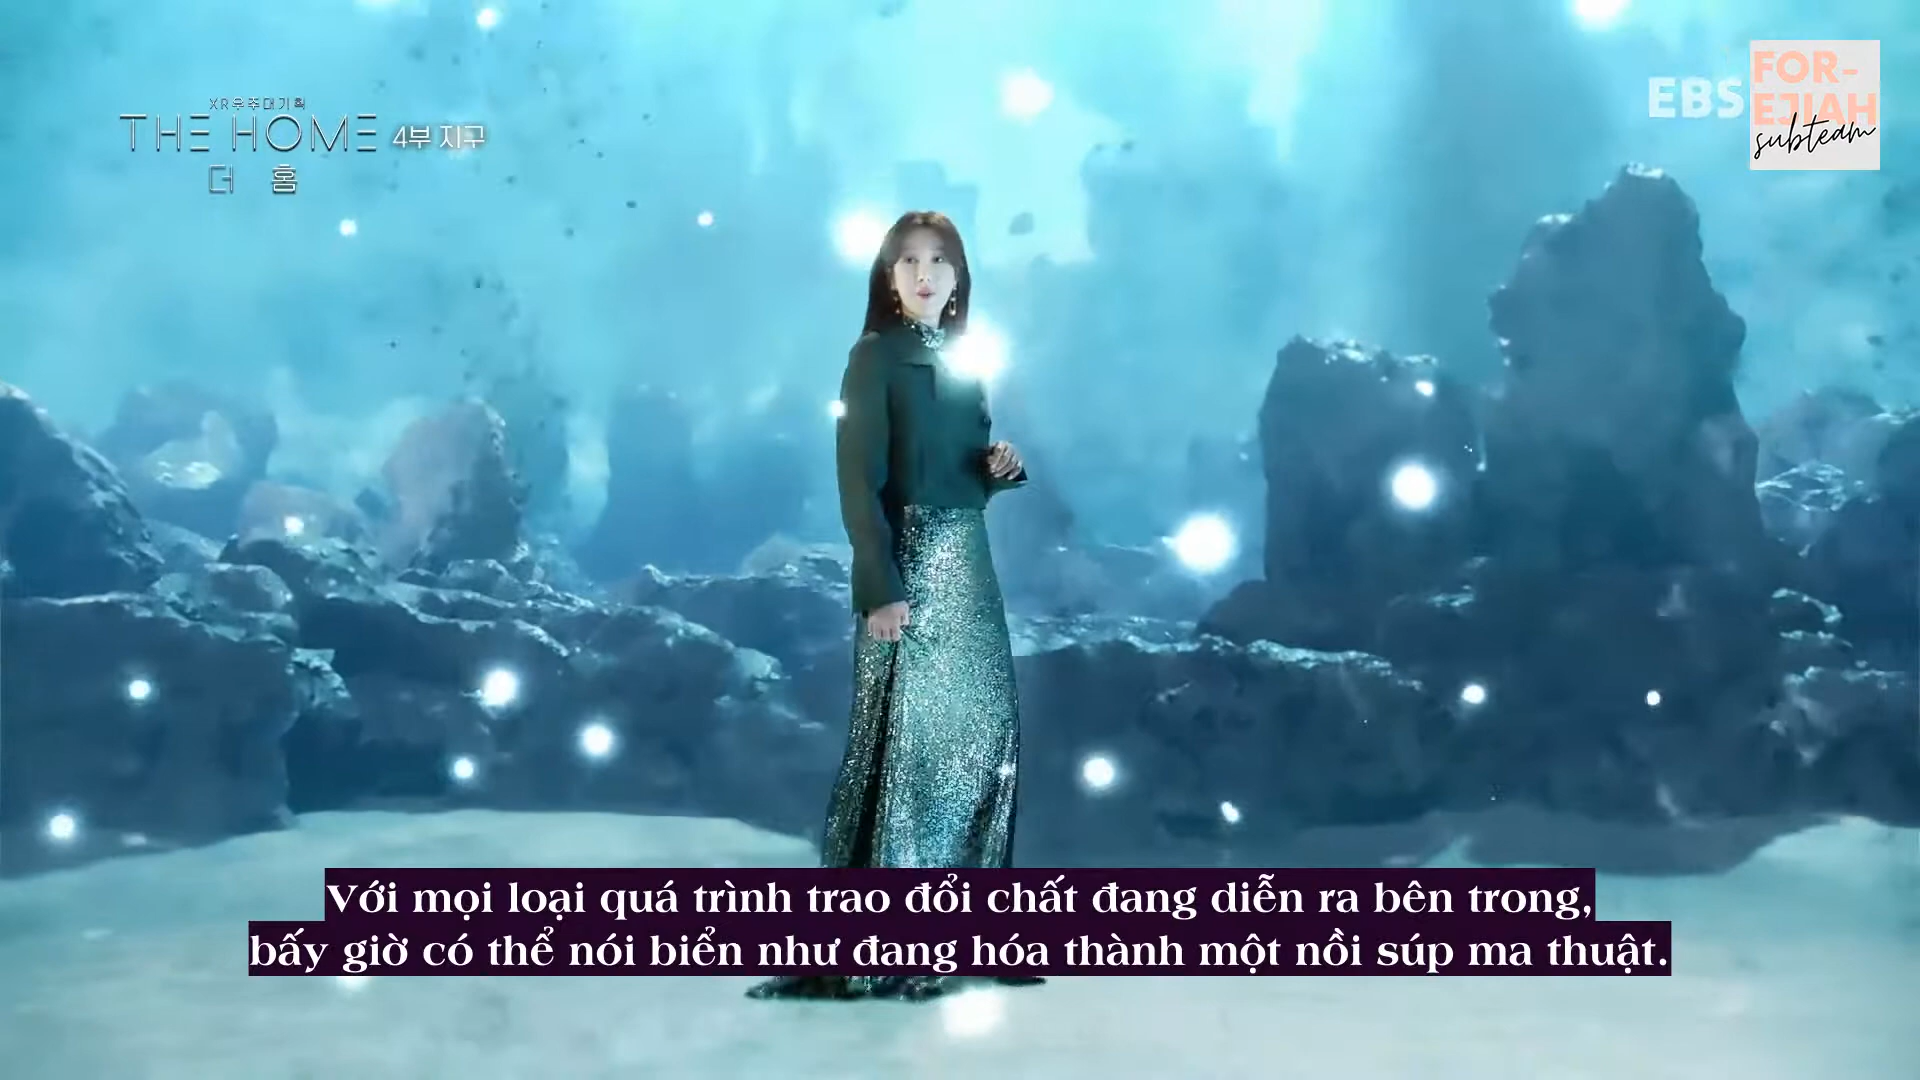 XR우주대기획
THE HOME 4부 지구
더 홈
EBS
FOR-
EJIAH
subteam
Với mọi loại quá trình trao đổi chất đang diễn ra bên trong,
bấy giờ có thể nói biển như đang hóa thành một nồi súp ma thuật.